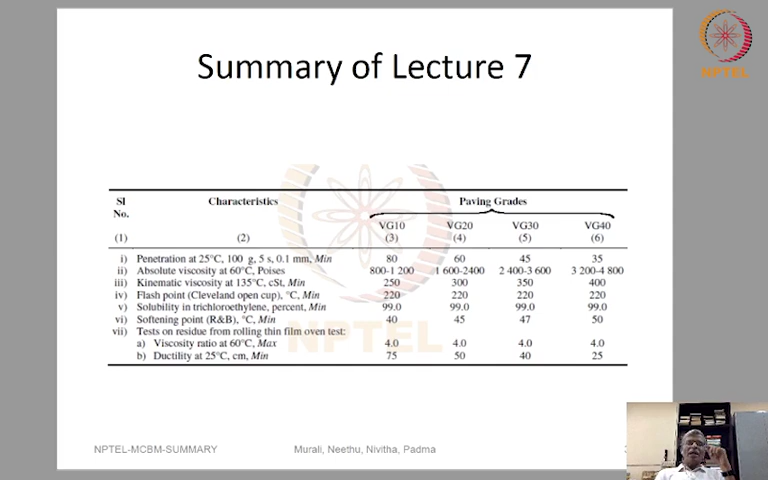 NPTEL
Summary of Lecture 7
Sl No. Characteristics Paving Grades
VG10 VG20 VG30 VG40
(1) (2) (3) (4) (5) (6)
i) Penetration at 25°C, 100 g, 5 s, 0.1 mm, Min 80 60 45 35
ii) Absolute viscosity at 60°C, Poises 800-1 200 1 600-2400 2 400-3 600 3 200-4 800
iii) Kinematic viscosity at 135°C, cSt, Min 250 300 350 400
iv) Flash point (Cleveland open cup), °C, Min 220 220 220 220
v) Solubility in trichloroethylene, percent, Min 99.0 99.0 99.0 99.0
vi) Softening point (R&B), °C, Min 40 45 47 50
vii) Tests on residue from rolling thin film oven test:
a) Viscosity ratio at 60°C, Max 4.0 4.0 4.0 4.0
b) Ductility at 25°C, cm, Min 75 50 40 25
NPTEL
NPTEL-MCBM-SUMMARY Murali, Neethu, Nivitha, Padma